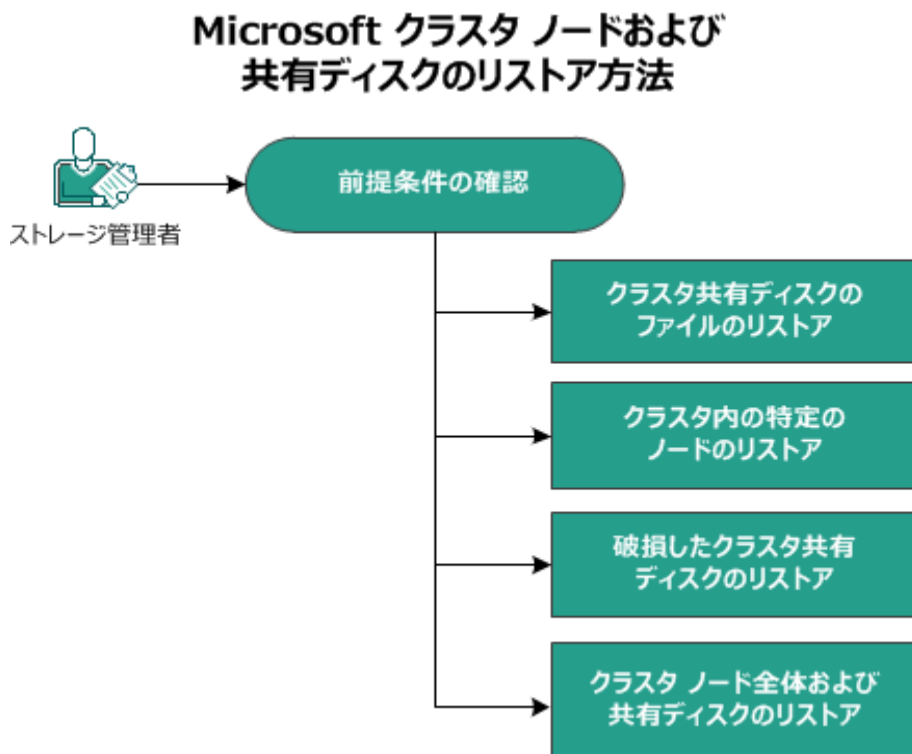 Microsoft クラスタ ノードおよび
共有ディスクのリストア方法
前提条件の確認
ストレージ管理者
クラスタ共有ディスクの
ファイルのリストア
クラスタ内の特定の
ノードのリストア
破損したクラスタ共有
ディスクのリストア
クラスタ ノード全体および
共有ディスクのリストア